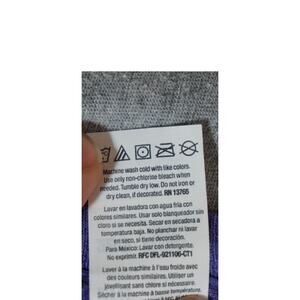 Machine wash cold with like colors.
Use only non-chlorine bleach when
needed. Tumble dry low. Do not iron or
dry clean, if decorated. RN 13765
Lavar en lavadora con agua fria con
colores similares. Usar solo blanqueador sin
cloro si es necesario. Secar en secadora a
temperatura baja. No planchar ni lavar
en seco, si tiene decoración.
Para México: Lavar con detergente.
No exprimir. RFC DFL-921106-CT1
Laver à la machine à l'eau froide avec
des couleurs similaires. Utiliser un
javellisant sans chlore si nécessaire.
Sécher à la machine à basse température.